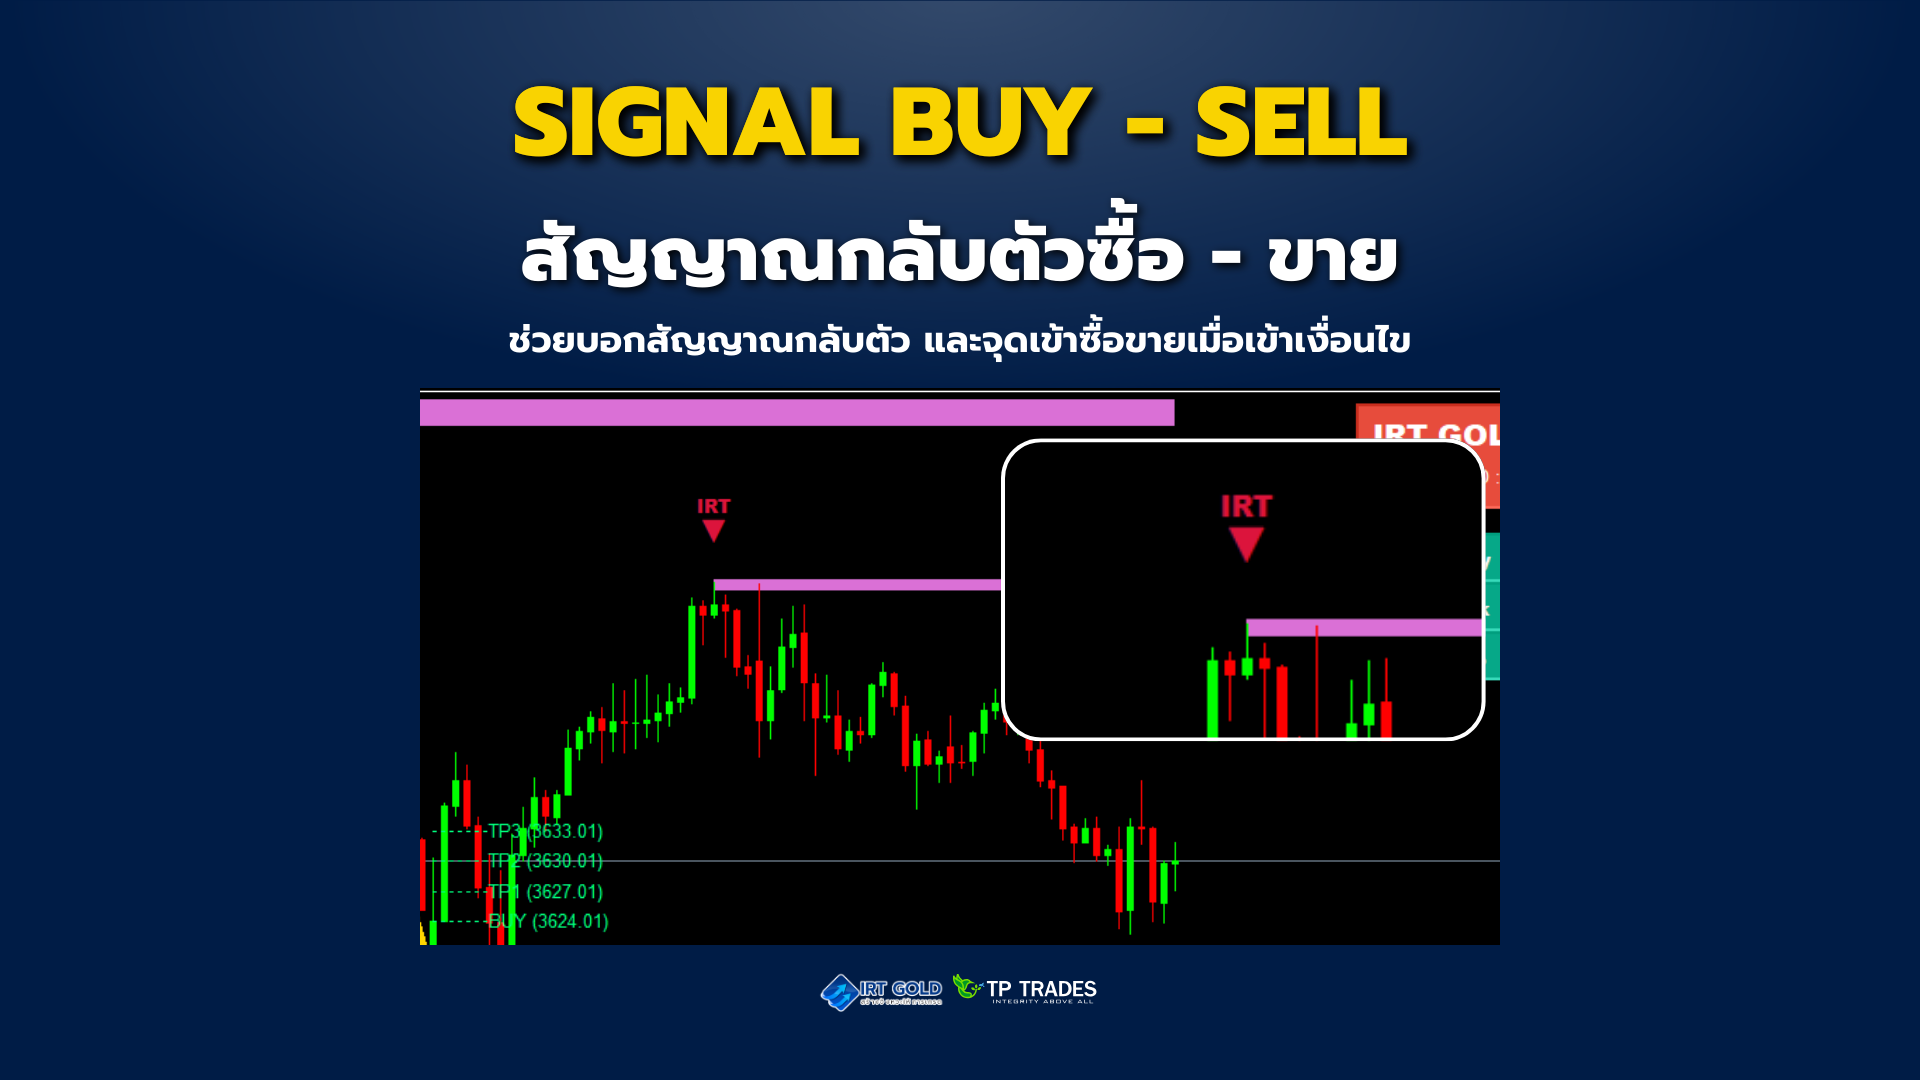 SIGNAL BUY - SELL
สัญญาณกลับตัวซื้อ - ขาย
ช่วยบอกสัญญาณกลับตัว และจุดเข้าซื้อขายเมื่อเข้าเงื่อนไข
IRT GOL
IRT
IRT
TP3 (3633.01)
TP2 (3630.01)
TP1 (3627.01)
BUY (3624.01)
IRT GOLD
TP TRADES
INTEGRITY ABOVE ALL